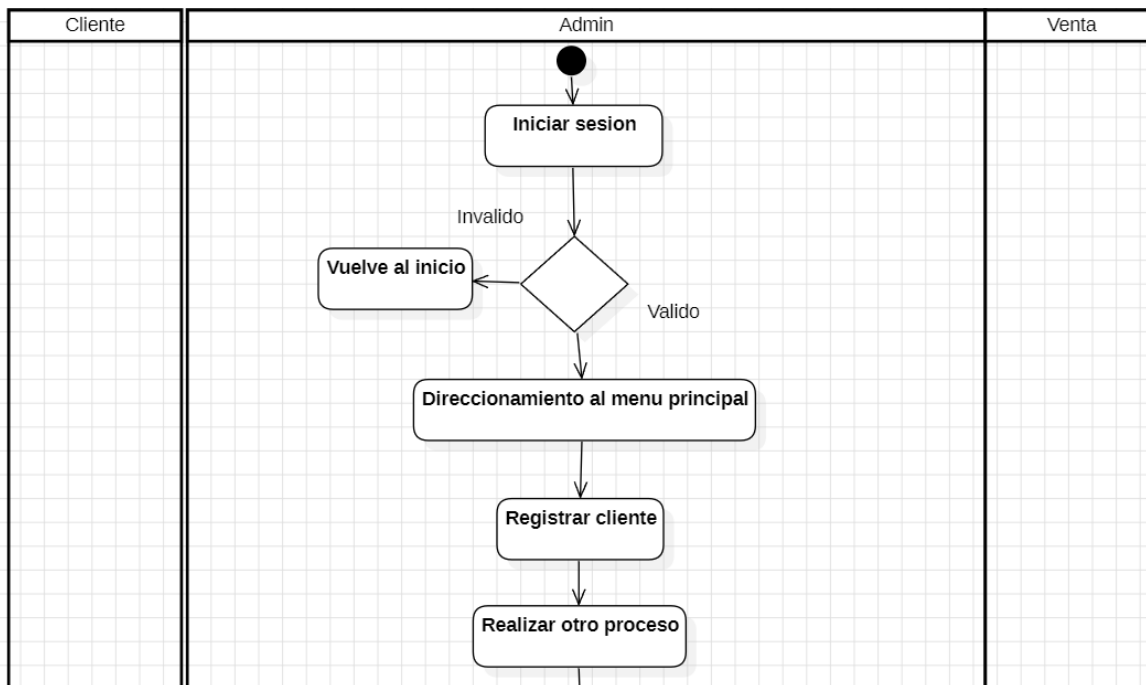 Cliente
Admin
Venta
Iniciar sesion
Invalido
Vuelve al inicio
Valido
Direccionamiento al menu principal
Registrar cliente
Realizar otro proceso